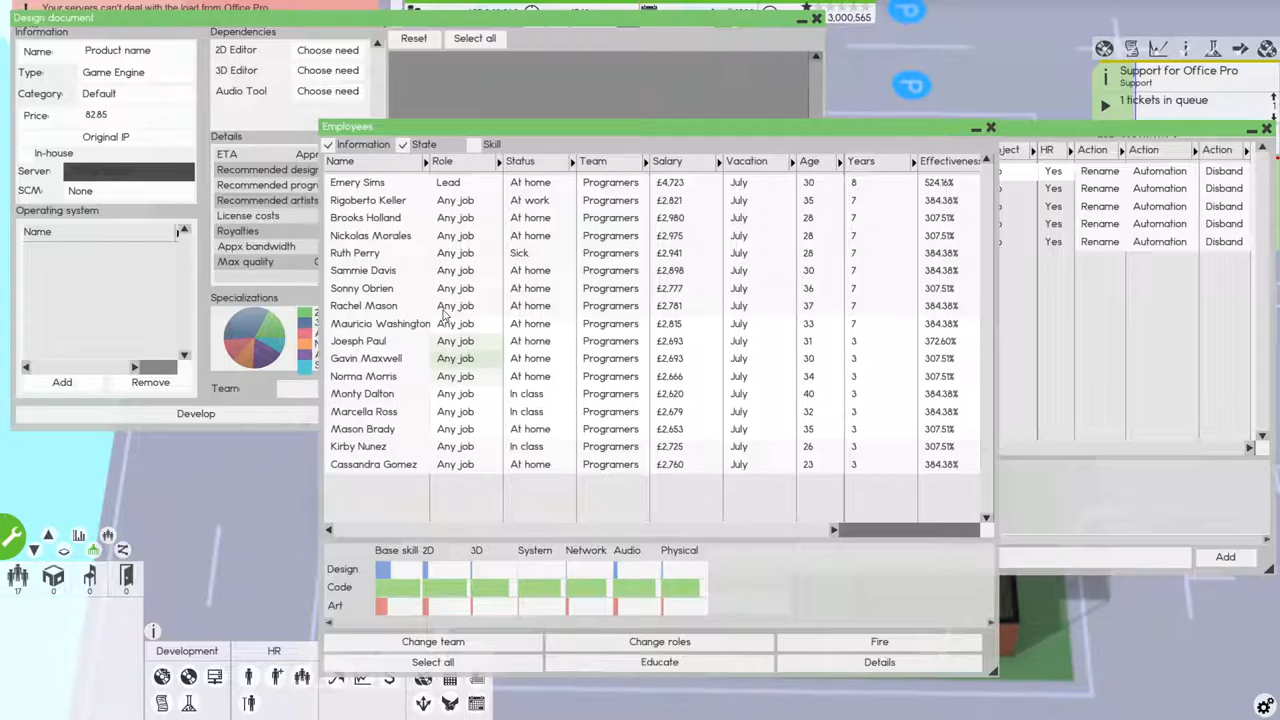 Your servers can't deal with the load from Office Pro
Design document
3,000,565
Information
Name: Product name
Type: Game Engine
Category: Default
Price: 82.85
Original IP
In-house
Server:
SCM: None
Operating system
Name
Add Remove
Develop
Dependencies
2D Editor Choose need
3D Editor Choose need
Audio Tool Choose need
Details
ETA Appr
Recommended desig
Recommended progr
Recommended artists
License costs
Royalties
Appx bandwidth
Max quality
Specializations
Team:
Reset Select all
Support for Office Pro
Support
1 tickets in queue
Employees
Information State Skill
Name Role Status Team Salary Vacation Age Years Effectiveness
Emery Sims Lead At home Programers £4,723 July 30 8 524.16%
Rigoberto Keller Any job At work Programers £2,821 July 35 7 384.38%
Brooks Holland Any job At home Programers £2,980 July 28 7 307.51%
Nickolas Morales Any job At home Programers £2,975 July 28 7 307.51%
Ruth Perry Any job Sick Programers £2,941 July 28 7 384.38%
Sammie Davis Any job At home Programers £2,898 July 30 7 384.38%
Sonny Obrien Any job At home Programers £2,777 July 36 7 307.51%
Rachel Mason Any job At home Programers £2,781 July 37 7 384.38%
Mauricio Washington Any job At home Programers £2,815 July 33 7 384.38%
Joesph Paul Any job At home Programers £2,693 July 31 3 372.60%
Gavin Maxwell Any job At home Programers £2,693 July 30 3 307.51%
Norma Morris Any job At home Programers £2,666 July 34 3 307.51%
Monty Dalton Any job In class Programers £2,620 July 40 3 384.38%
Marcella Ross Any job In class Programers £2,679 July 32 3 384.38%
Mason Brady Any job At home Programers £2,653 July 35 3 307.51%
Kirby Nunez Any job In class Programers £2,725 July 26 3 307.51%
Cassandra Gomez Any job At home Programers £2,760 July 23 3 384.38%
Base skill 2D 3D System Network Audio Physical
Design:
Code
Art
Change team Change roles Fire
Select all Educate Details
HR Action Action Action
Yes Rename Automation Disband
Yes Rename Automation Disband
Yes Rename Automation Disband
Yes Rename Automation Disband
Add
17 0 0 0
Development HR